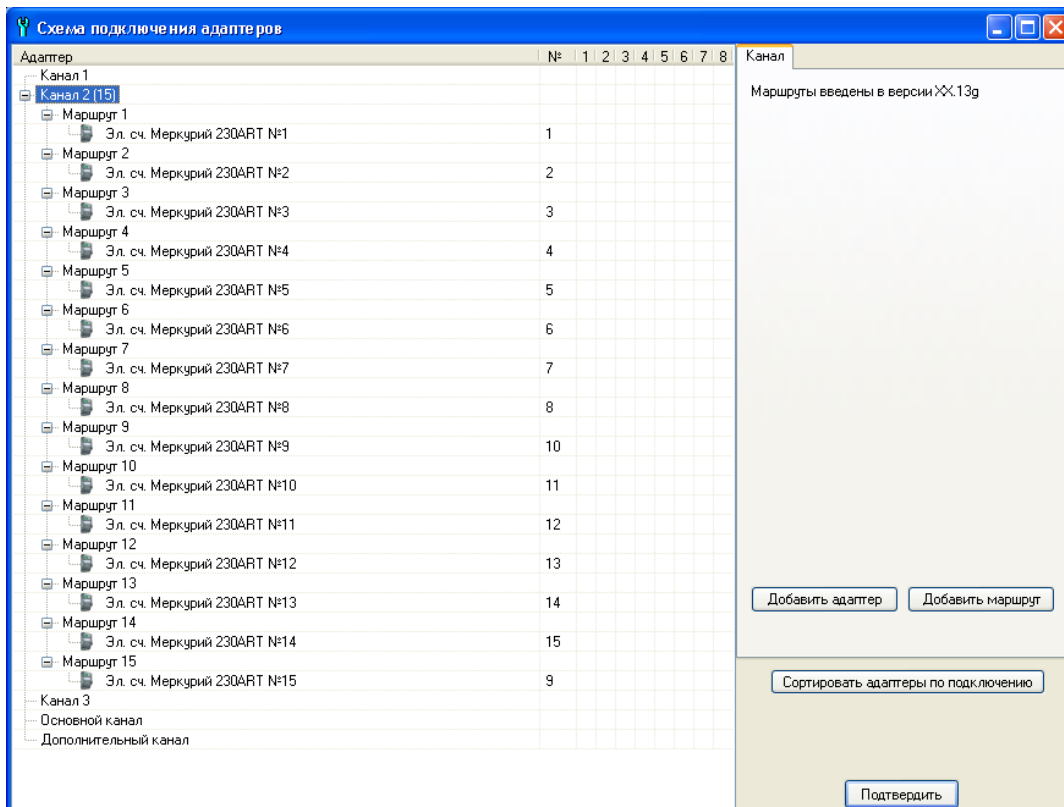 Схема подключения адаптеров
Адаптер № 1 2 3 4 5 6 7 8
Канал 1
Канал 2 (15)
Маршрут 1
Эл. сч. Меркурий 230ART №1 1
Маршрут 2
Эл. сч. Меркурий 230ART №2 2
Маршрут 3
Эл. сч. Меркурий 230ART №3 3
Маршрут 4
Эл. сч. Меркурий 230ART №4 4
Маршрут 5
Эл. сч. Меркурий 230ART №5 5
Маршрут 6
Эл. сч. Меркурий 230ART №6 6
Маршрут 7
Эл. сч. Меркурий 230ART №7 7
Маршрут 8
Эл. сч. Меркурий 230ART №8 8
Маршрут 9
Эл. сч. Меркурий 230ART №9 10
Маршрут 10
Эл. сч. Меркурий 230ART №10 11
Маршрут 11
Эл. сч. Меркурий 230ART №11 12
Маршрут 12
Эл. сч. Меркурий 230ART №12 13
Маршрут 13
Эл. сч. Меркурий 230ART №13 14
Маршрут 14
Эл. сч. Меркурий 230ART №14 15
Маршрут 15
Эл. сч. Меркурий 230ART №15 9
Канал 3
Основной канал
Дополнительный канал
Канал
Маршруты введены в версии XX.13g
Добавить адаптер
Добавить маршрут
Сортировать адаптеры по подключению
Подтвердить